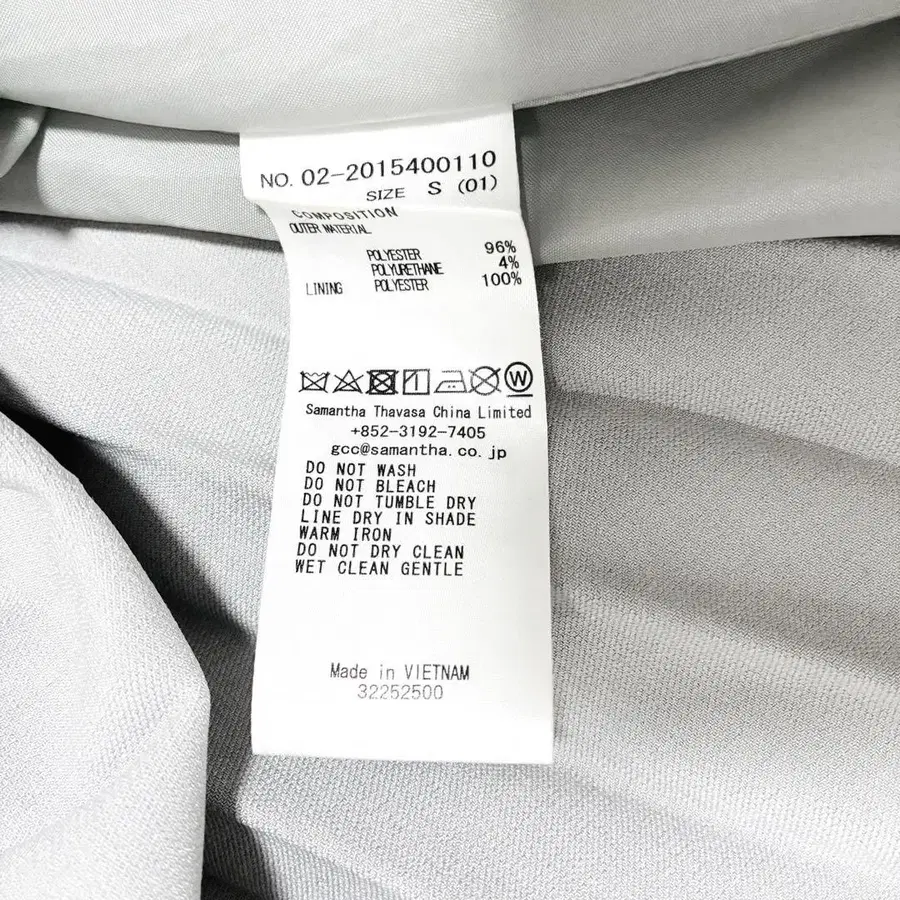 NO. 02-2015400110
SIZE S (01)
COMPOSITION
OUTER MATERIAL
POLYESTER 96%
POLYURETHANE 4%
LINING POLYESTER 100%
W
Samantha Thavasa China Limited
+852-3192-7405
gcc@samantha.co.jp
DO NOT WASH
DO NOT BLEACH
DO NOT TUMBLE DRY
LINE DRY IN SHADE
WARM IRON
DO NOT DRY CLEAN
WET CLEAN GENTLE
Made in VIETNAM
32252500